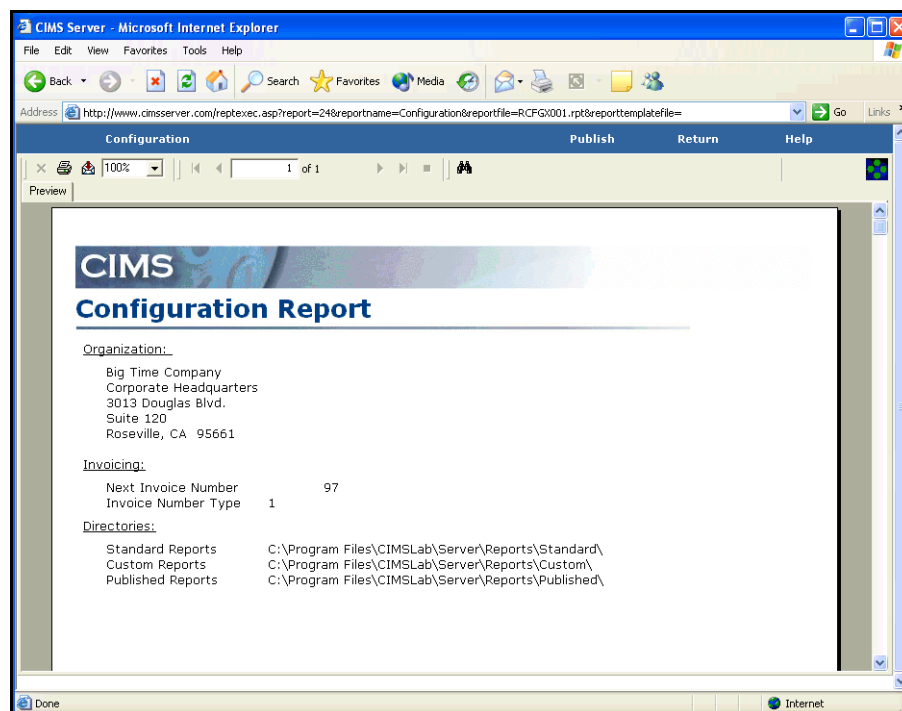 CIMS Server - Microsoft Internet Explorer
File Edit View Favorites Tools Help
Back Search Favorites Media
Address http://www.cimsserver.com/reptexec.asp?report=24&reportname=Configuration&reportfile=RCFGX001.rpt&reporttemplatefile= Go Links
Configuration Publish Return Help
100% 1 of 1
Preview
CIMS
Configuration Report
Organization:
Big Time Company
Corporate Headquarters
3013 Douglas Blvd.
Suite 120
Roseville, CA 95661
Invoicing:
Next Invoice Number 97
Invoice Number Type 1
Directories:
Standard Reports C:\Program Files\CIMSLab\Server\Reports\Standard\
Custom Reports C:\Program Files\CIMSLab\Server\Reports\Custom\
Published Reports C:\Program Files\CIMSLab\Server\Reports\Published\
Done Internet